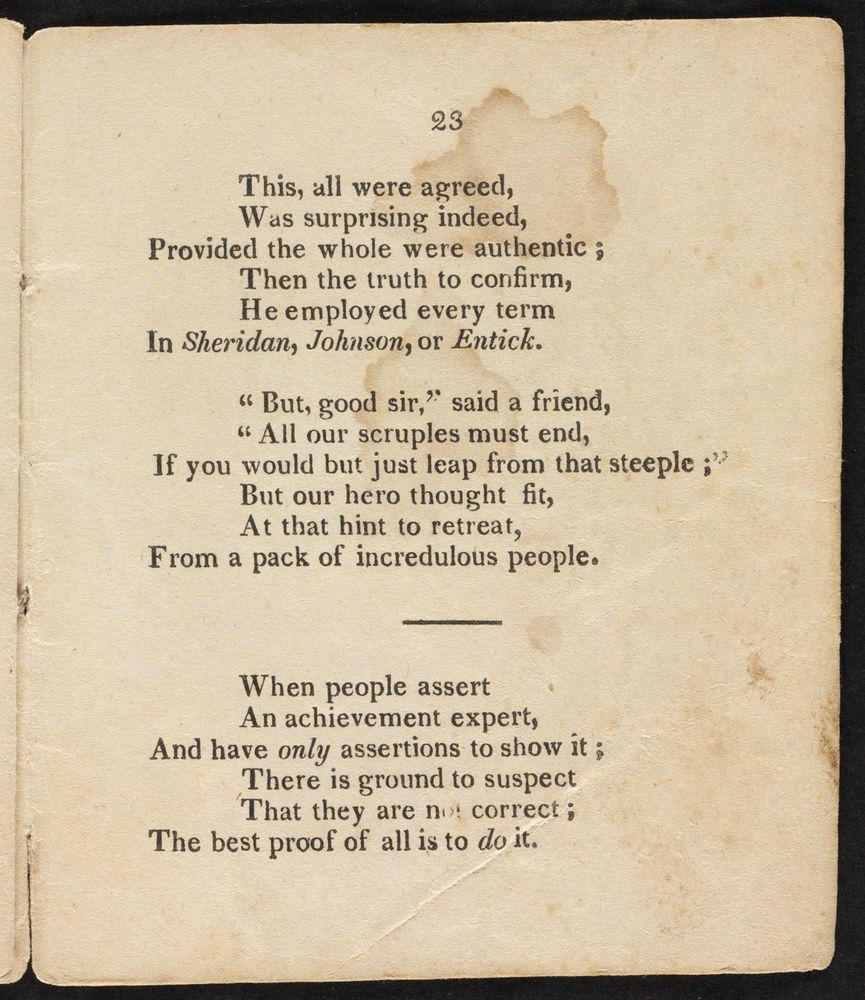 23
This, all were agreed,
Was surprising indeed,
Provided the whole were authentic ;
Then the truth to confirm,
He employed every term
In Sheridan, Johnson, or Entick.
“ But, good sir,” said a friend,
“ All our scruples must end,
If you would but just leap from that steeple ;”
But our hero thought fit,
At that hint to retreat,
From a pack of incredulous people.
When people assert
An achievement expert,
And have only assertions to show it ;
There is ground to suspect
That they are not correct ;
The best proof of all is to do it.